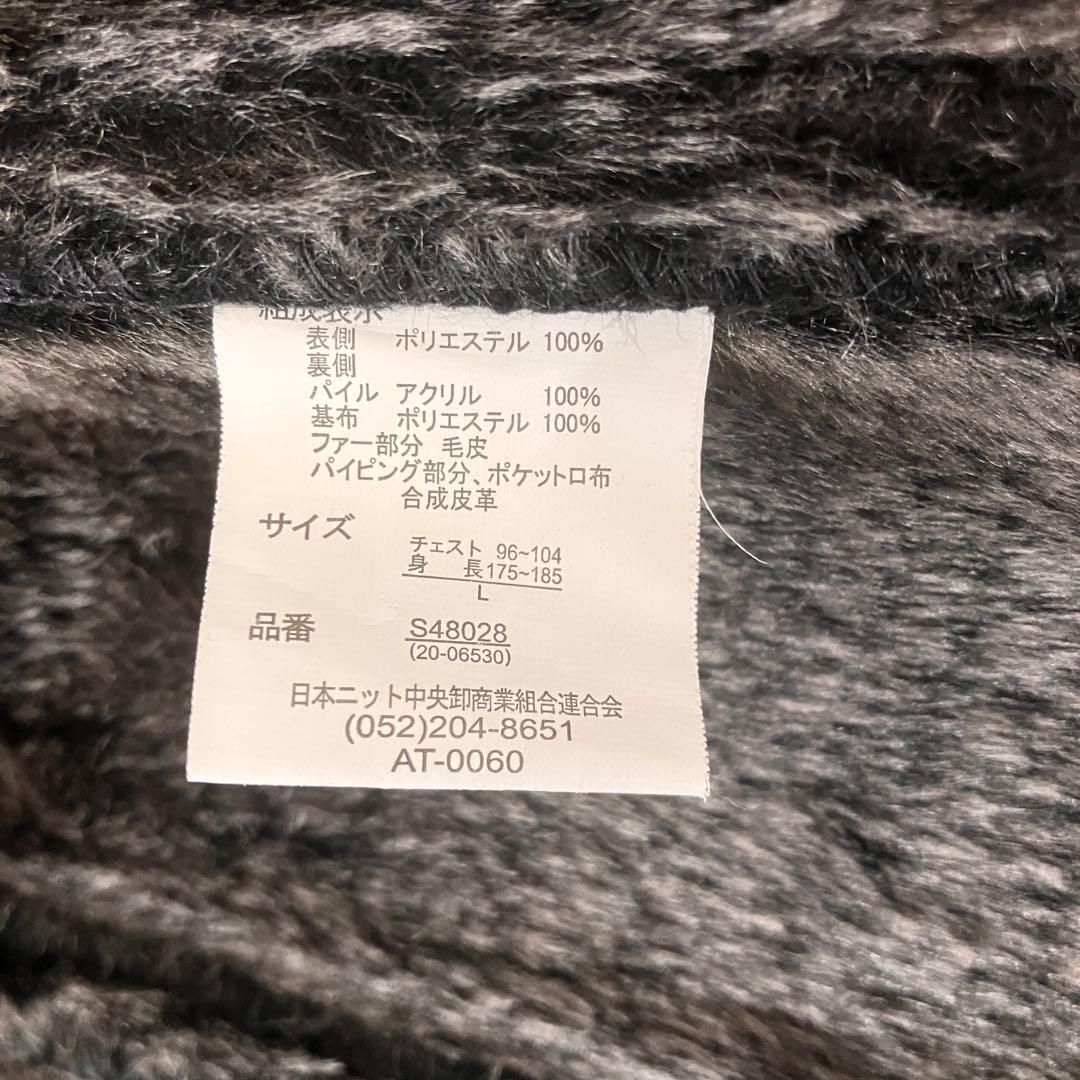 組成表示
表側 ポリエステル 100%
裏側
パイル アクリル 100%
基布 ポリエステル 100%
ファー部分 毛皮
パイピング部分、ポケット口布
合成皮革
サイズ
チェスト 96~104
身 長 175~185
L
品番 S48028
(20-06530)
日本ニット中央卸商業組合連合会
(052)204-8651
AT-0060